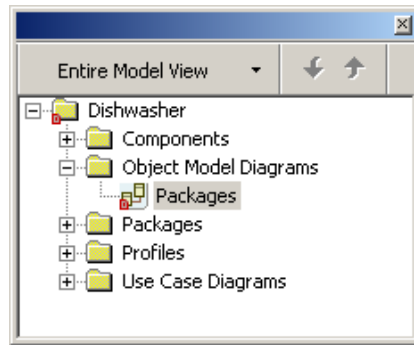 Entire Model View
Dishwasher
Components
Object Model Diagrams
Packages
Packages
Profiles
Use Case Diagrams